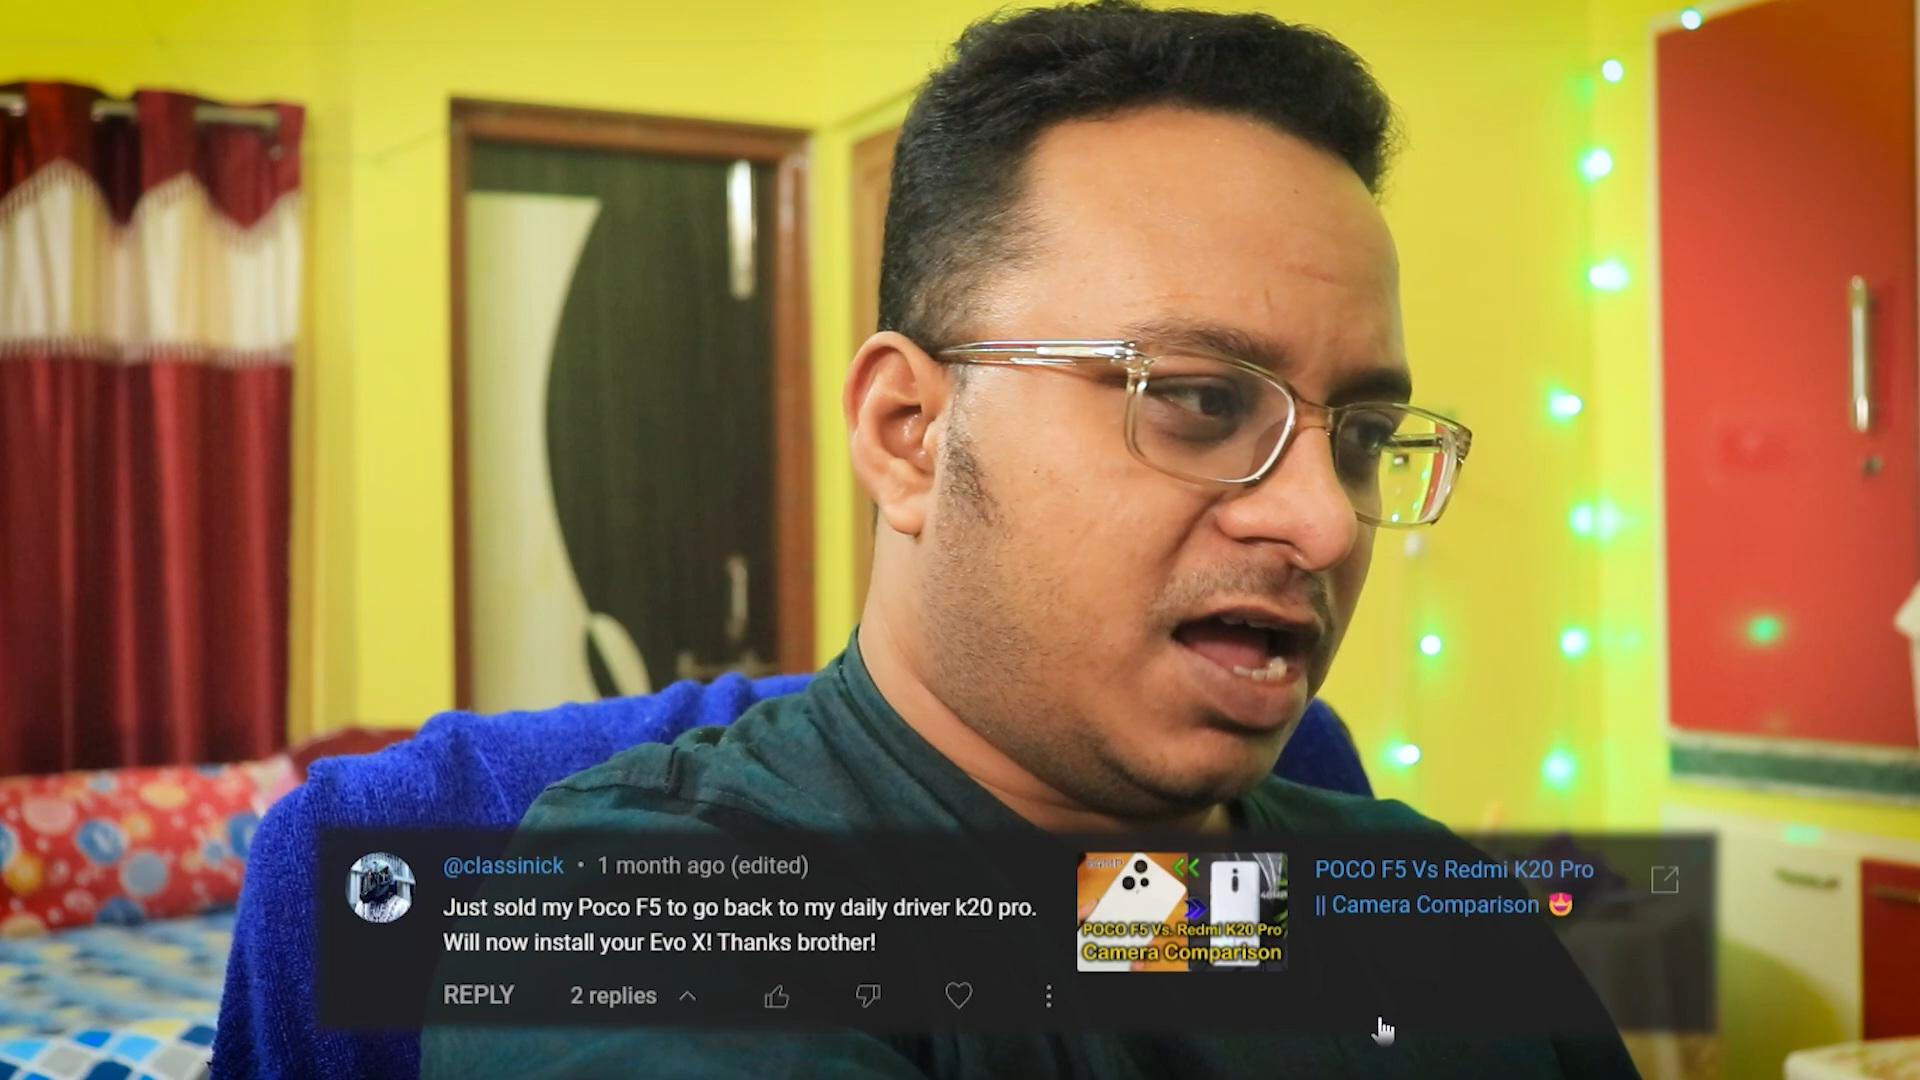 @classinick • 1 month ago (edited)
Just sold my Poco F5 to go back to my daily driver k20 pro.
Will now install your Evo X! Thanks brother!
REPLY 2 replies
64MP
48MP
POCO F5 Vs. Redmi K20 Pro
Camera Comparison
POCO F5 Vs Redmi K20 Pro
|| Camera Comparison 😍